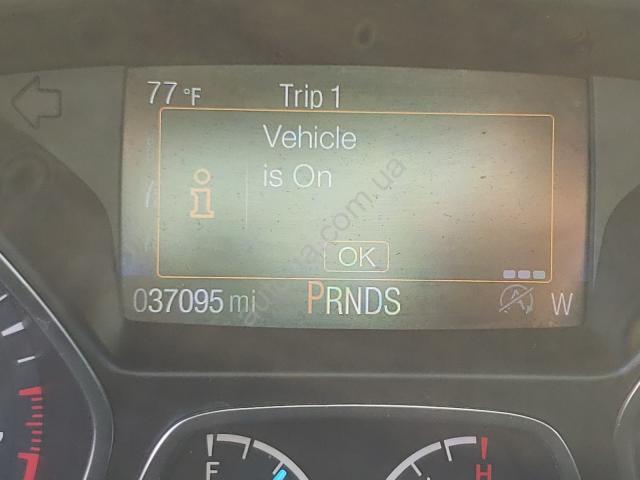 77 °F Trip 1
Vehicle
is On
i
OK
037095 mi PRNDS W
F H